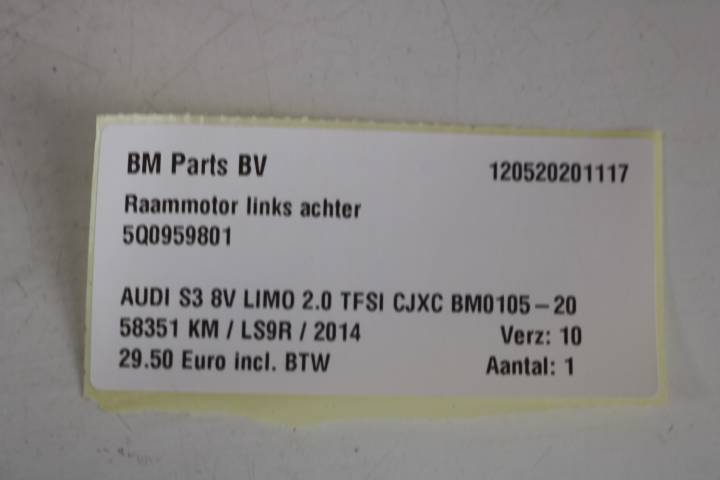 BM Parts BV 120520201117
Raammotor links achter
5Q0959801
AUDI S3 8V LIMO 2.0 TFSI CJXC BM0105-20
58351 KM / LS9R / 2014 Verz: 10
29.50 Euro incl. BTW Aantal: 1